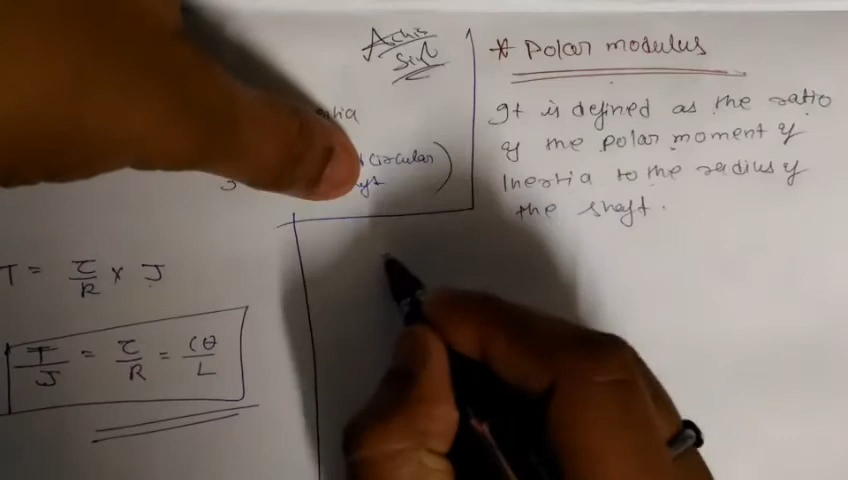 * Polar modulus
It is defined as the ratio
of the polar moment of
Inertia to the radius of
the shaft.
circular)
T = τ/R × J
T/J = τ/R = Cθ/L